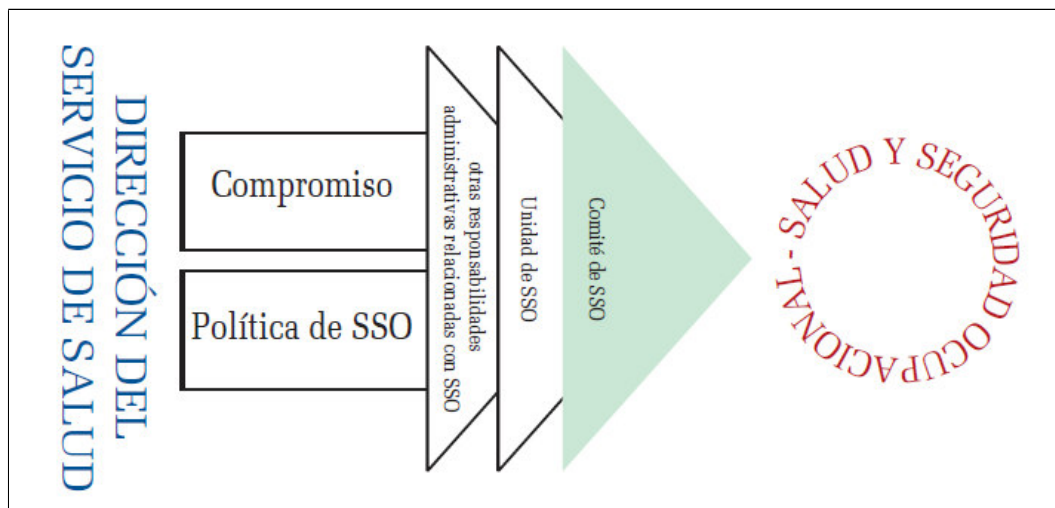 DIRECCIÓN DEL
SERVICIO DE SALUD
Compromiso
Política de SSO
otras responsabilidades
administrativas relacionadas con SSO
Unidad de SSO
Comité de SSO
SALUD Y SEGURIDAD OCUPACIONAL -